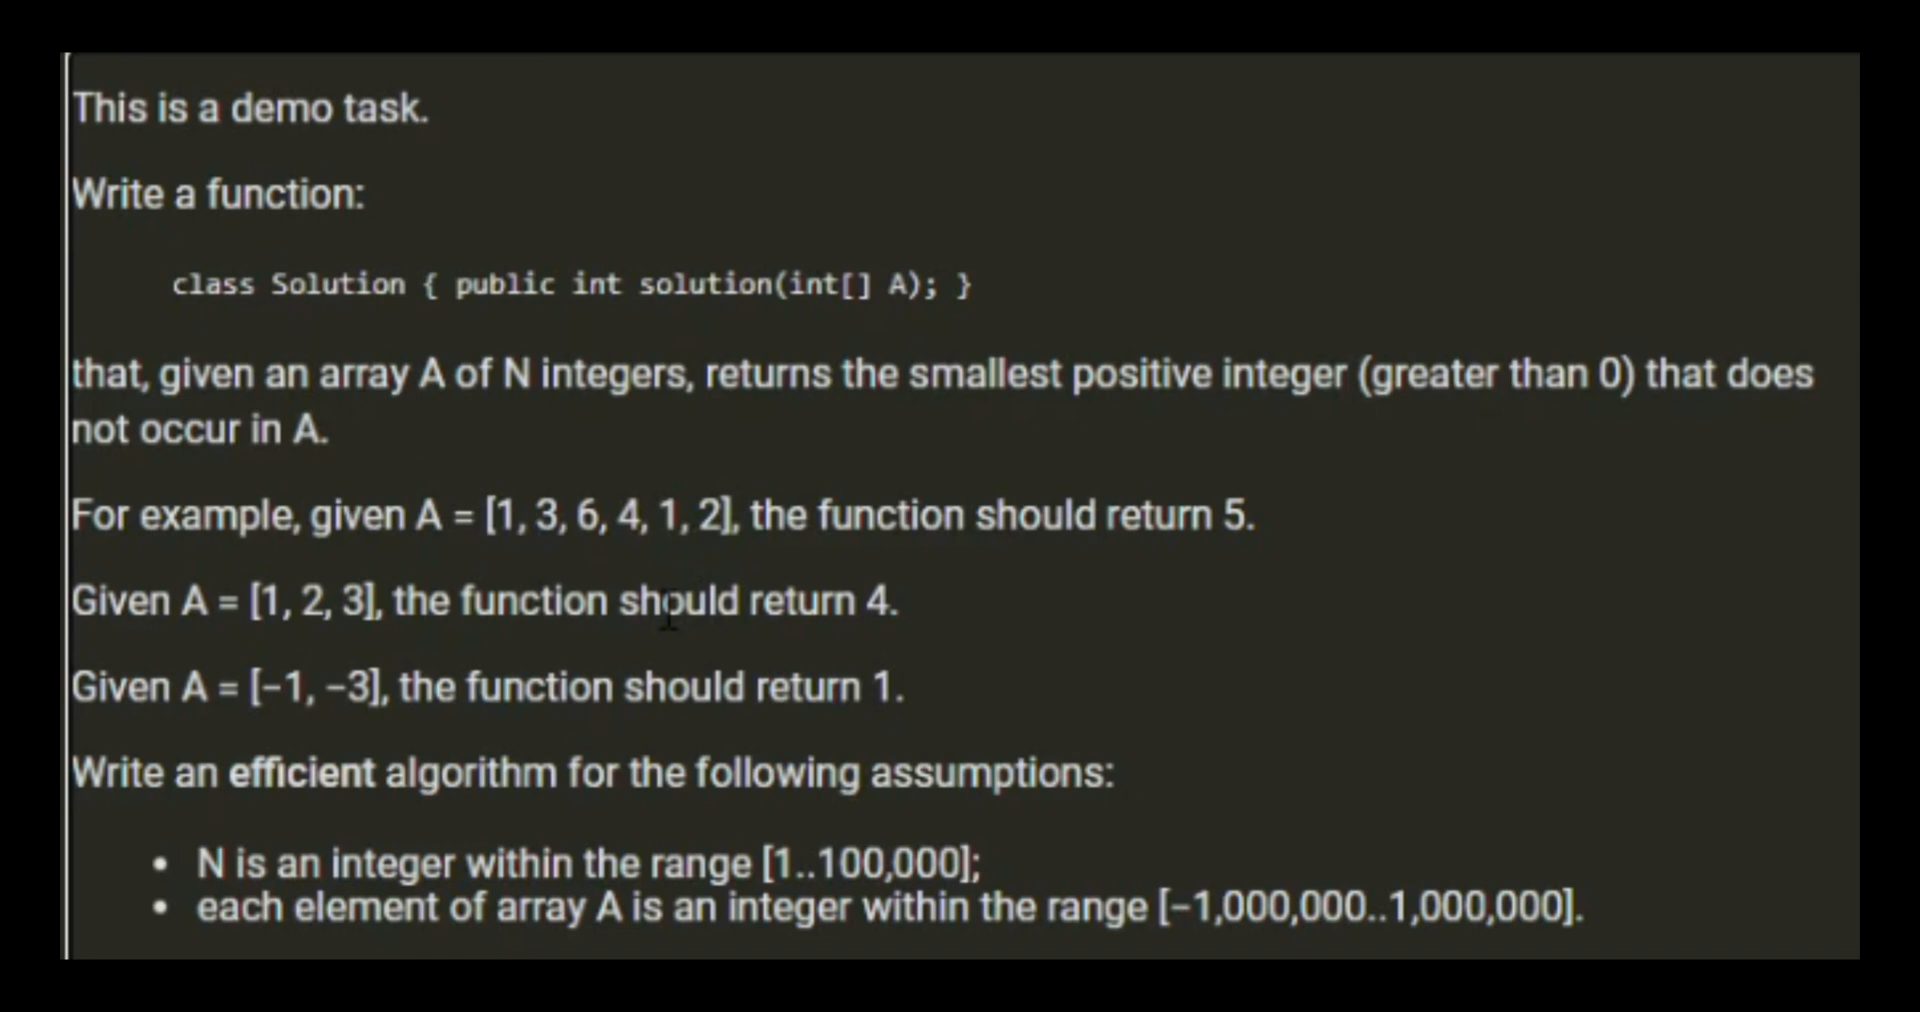 This is a demo task.
Write a function:
class Solution { public int solution(int[] A); }
that, given an array A of N integers, returns the smallest positive integer (greater than 0) that does
not occur in A.
For example, given A = [1, 3, 6, 4, 1, 2], the function should return 5.
Given A = [1, 2, 3], the function should return 4.
Given A = [−1, −3], the function should return 1.
Write an efficient algorithm for the following assumptions:
• N is an integer within the range [1..100,000];
• each element of array A is an integer within the range [−1,000,000..1,000,000].